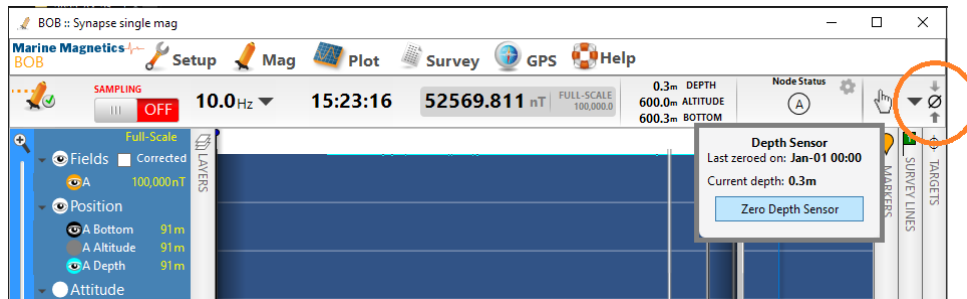 BOB :: Synapse single mag
Marine Magnetics
BOB
Setup
Mag
Plot
Survey
GPS
Help
SAMPLING
OFF
10.0 Hz
15:23:16
52569.811 nT
FULL-SCALE
100,000.0
0.3m DEPTH
600.0m ALTITUDE
600.3m BOTTOM
Node Status
A
Full-Scale
Fields Corrected
A 100,000nT
Position
A Bottom 91m
A Altitude 91m
A Depth 91m
Attitude
LAYERS
Depth Sensor
Last zeroed on: Jan-01 00:00
Current depth: 0.3m
Zero Depth Sensor
MARKERS
SURVEY LINES
TARGETS